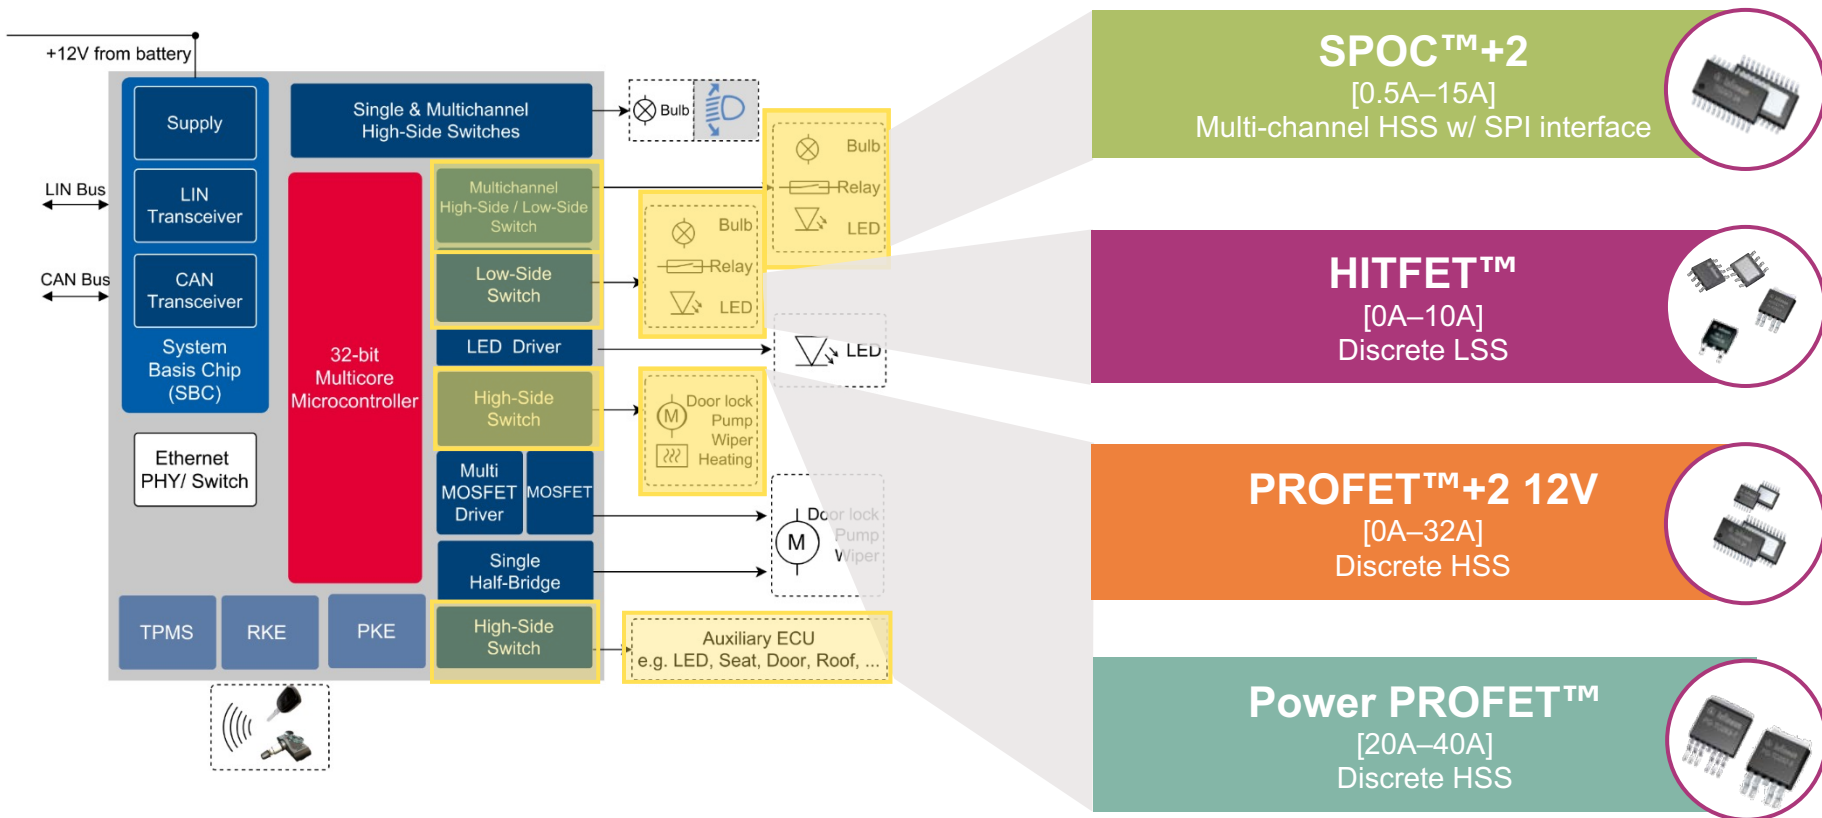 +12V from battery
Supply
LIN
Transceiver
CAN
Transceiver
System
Basis Chip
(SBC)
LIN Bus
CAN Bus
Ethernet
PHY/ Switch
32-bit
Multicore
Microcontroller
TPMS
RKE
PKE
Single & Multichannel
High-Side Switches
Multichannel
High-Side / Low-Side
Switch
Low-Side
Switch
LED Driver
High-Side
Switch
Multi
MOSFET
Driver
MOSFET
Single
Half-Bridge
High-Side
Switch
Bulb
Bulb
Relay
LED
Bulb
Relay
LED
LED
M
Door lock
Pump
Wiper
Heating
M
Door lock
Pump
Wiper
Auxiliary ECU
e.g. LED, Seat, Door, Roof, ...
SPOC™+2
[0.5A–15A]
Multi-channel HSS w/ SPI interface
HITFET™
[0A–10A]
Discrete LSS
PROFET™+2 12V
[0A–32A]
Discrete HSS
Power PROFET™
[20A–40A]
Discrete HSS